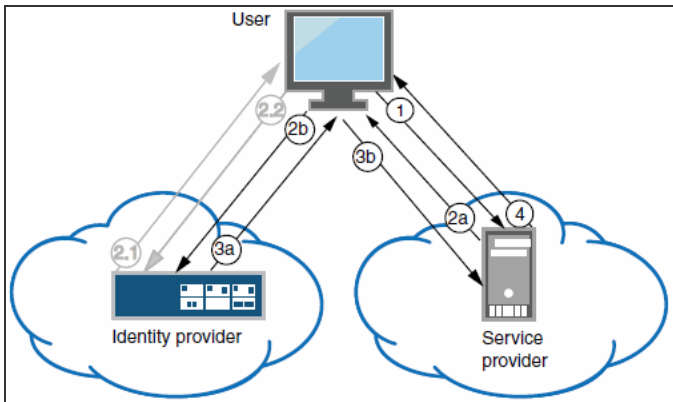 User
2.2
2b
1
3b
2.1
3a
2a
4
Identity provider
Service
provider